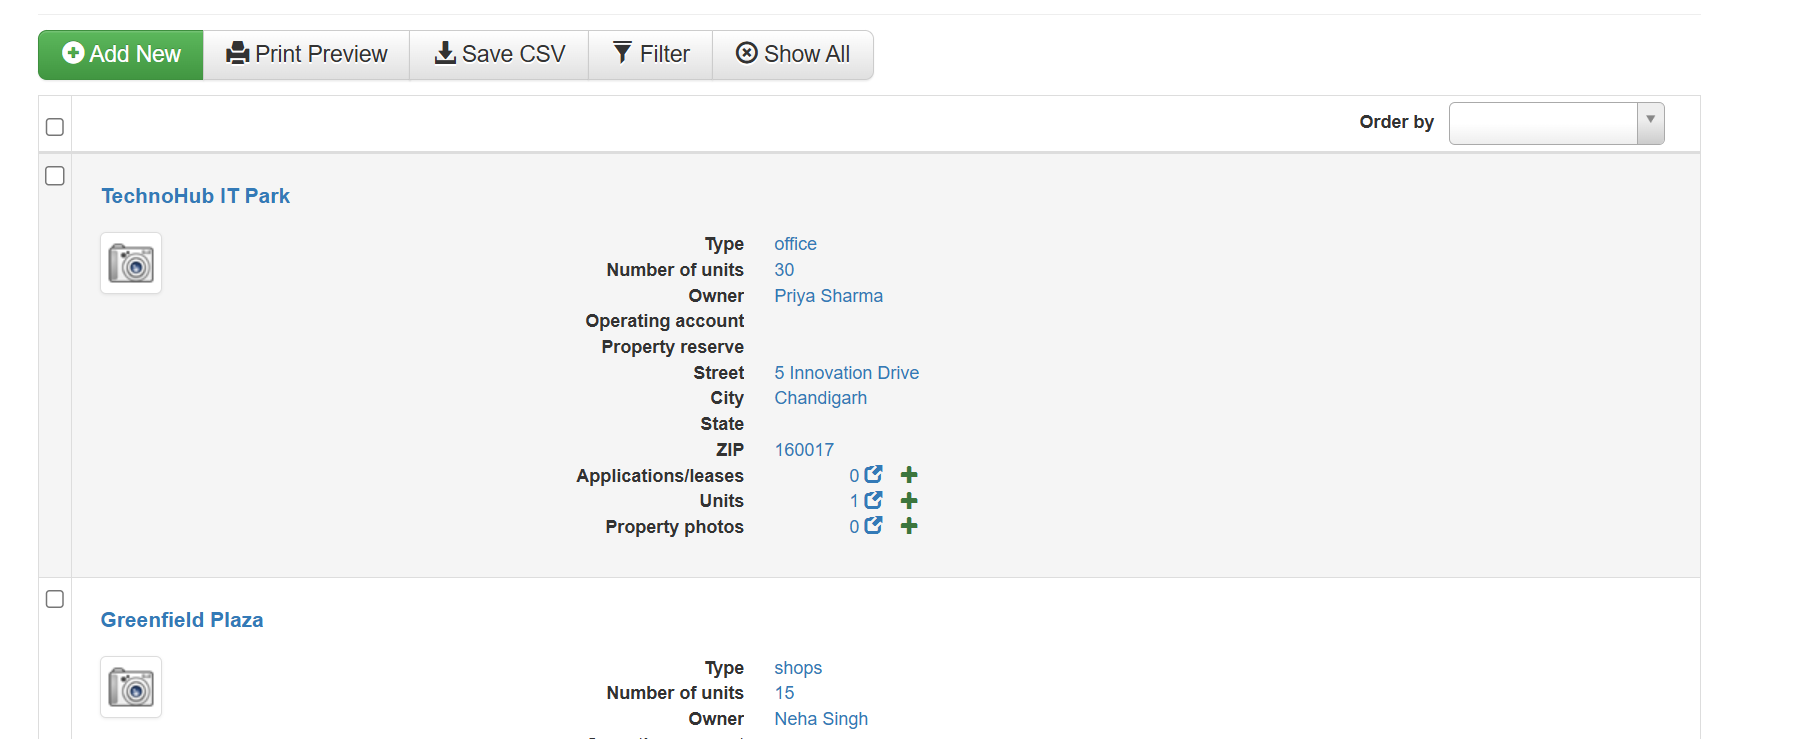 Add New Print Preview Save CSV Filter Show All
Order by
TechnoHub IT Park
Type office
Number of units 30
Owner Priya Sharma
Operating account
Property reserve
Street 5 Innovation Drive
City Chandigarh
State
ZIP 160017
Applications/leases 0
Units 1
Property photos 0
Greenfield Plaza
Type shops
Number of units 15
Owner Neha Singh